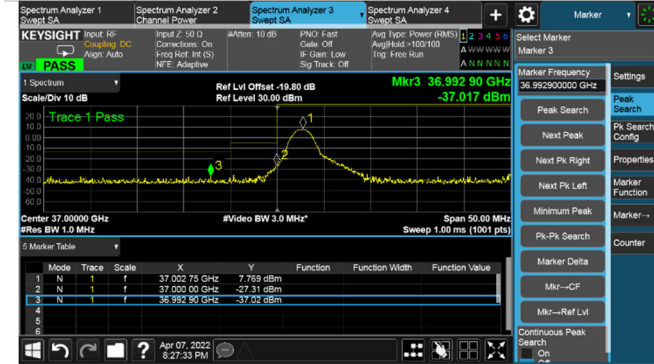 Spectrum Analyzer 1
Swept SA
Spectrum Analyzer 2
Channel Power
Spectrum Analyzer 3
Swept SA
Spectrum Analyzer 4
Swept SA
+
Marker
KEYSIGHT
Input: RF
Coupling: DC
Align: Auto
Input Z: 50 Ω
Corrections: On
Freq Ref: Int (S)
NFE: Adaptive
#Atten: 10 dB
PNO: Fast
Gate: Off
IF Gain: Low
Sig Track: Off
Avg Type: Power (RMS)
Avg|Hold >100/100
Trig: Free Run
1 2 3 4 5 6
A W W W W W
A N N N N N
PASS
Select Marker
Marker 3
1 Spectrum
Scale/Div 10 dB
Ref Lvl Offset -19.80 dB
Ref Level 30.00 dBm
Mkr3 36.992 90 GHz
-37.017 dBm
Marker Frequency
36.992900000 GHz
Settings
Peak Search
Next Peak
Next Pk Right
Next Pk Left
Minimum Peak
Pk-Pk Search
Marker Delta
Mkr→CF
Mkr→Ref Lvl
Continuous Peak
Search
On
Off
Peak
Search
Pk Search
Config
Properties
Marker
Function
Marker→
Counter
Trace 1 Pass
20.0
10.0
0.00
-10.0
-20.0
-30.0
-40.0
-50.0
-60.0
1
2
3
Center 37.00000 GHz
#Res BW 1.0 MHz
#Video BW 3.0 MHz*
Span 50.00 MHz
Sweep 1.00 ms (1001 pts)
5 Marker Table
Mode Trace Scale X Y Function Function Width Function Value
1 N 1 f 37.002 75 GHz 7.769 dBm
2 N 1 f 37.000 00 GHz -27.31 dBm
3 N 1 f 36.992 90 GHz -37.02 dBm
4
5
6
?
Apr 07, 2022
8:27:33 PM